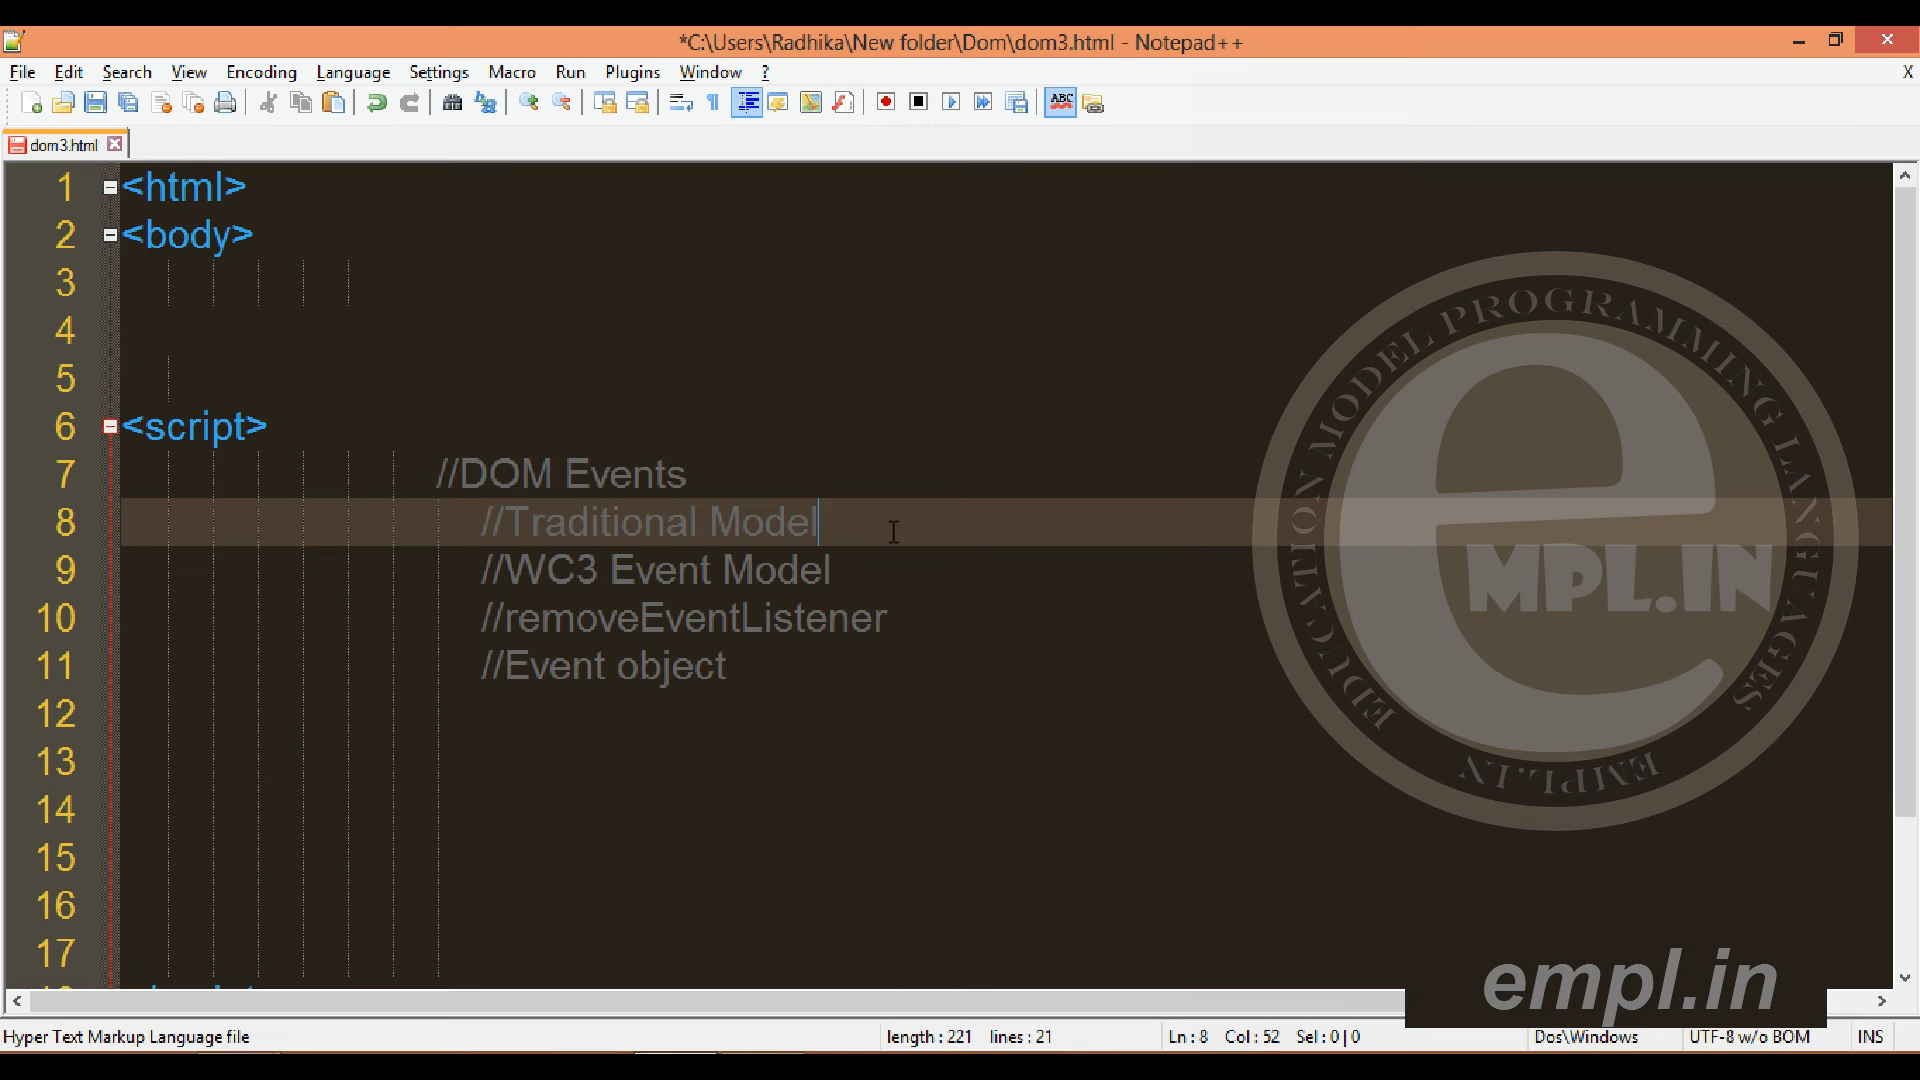 *C:\Users\Radhika\New folder\Dom\dom3.html - Notepad++
File Edit Search View Encoding Language Settings Macro Run Plugins Window ? X
ABC
dom3.html
1 <html>
2 <body>
3
4
5
6 <script>
7 //DOM Events
8 //Traditional Model
9 //WC3 Event Model
10 //removeEventListener
11 //Event object
12
13
14
15
16
17
EDUCATION MODEL PROGRAMMING LANGUAGES
eMPL.IN
EMPL.IN
empl.in
Hyper Text Markup Language file length : 221 lines : 21 Ln : 8 Col : 52 Sel : 0 | 0 Dos\Windows UTF-8 w/o BOM INS